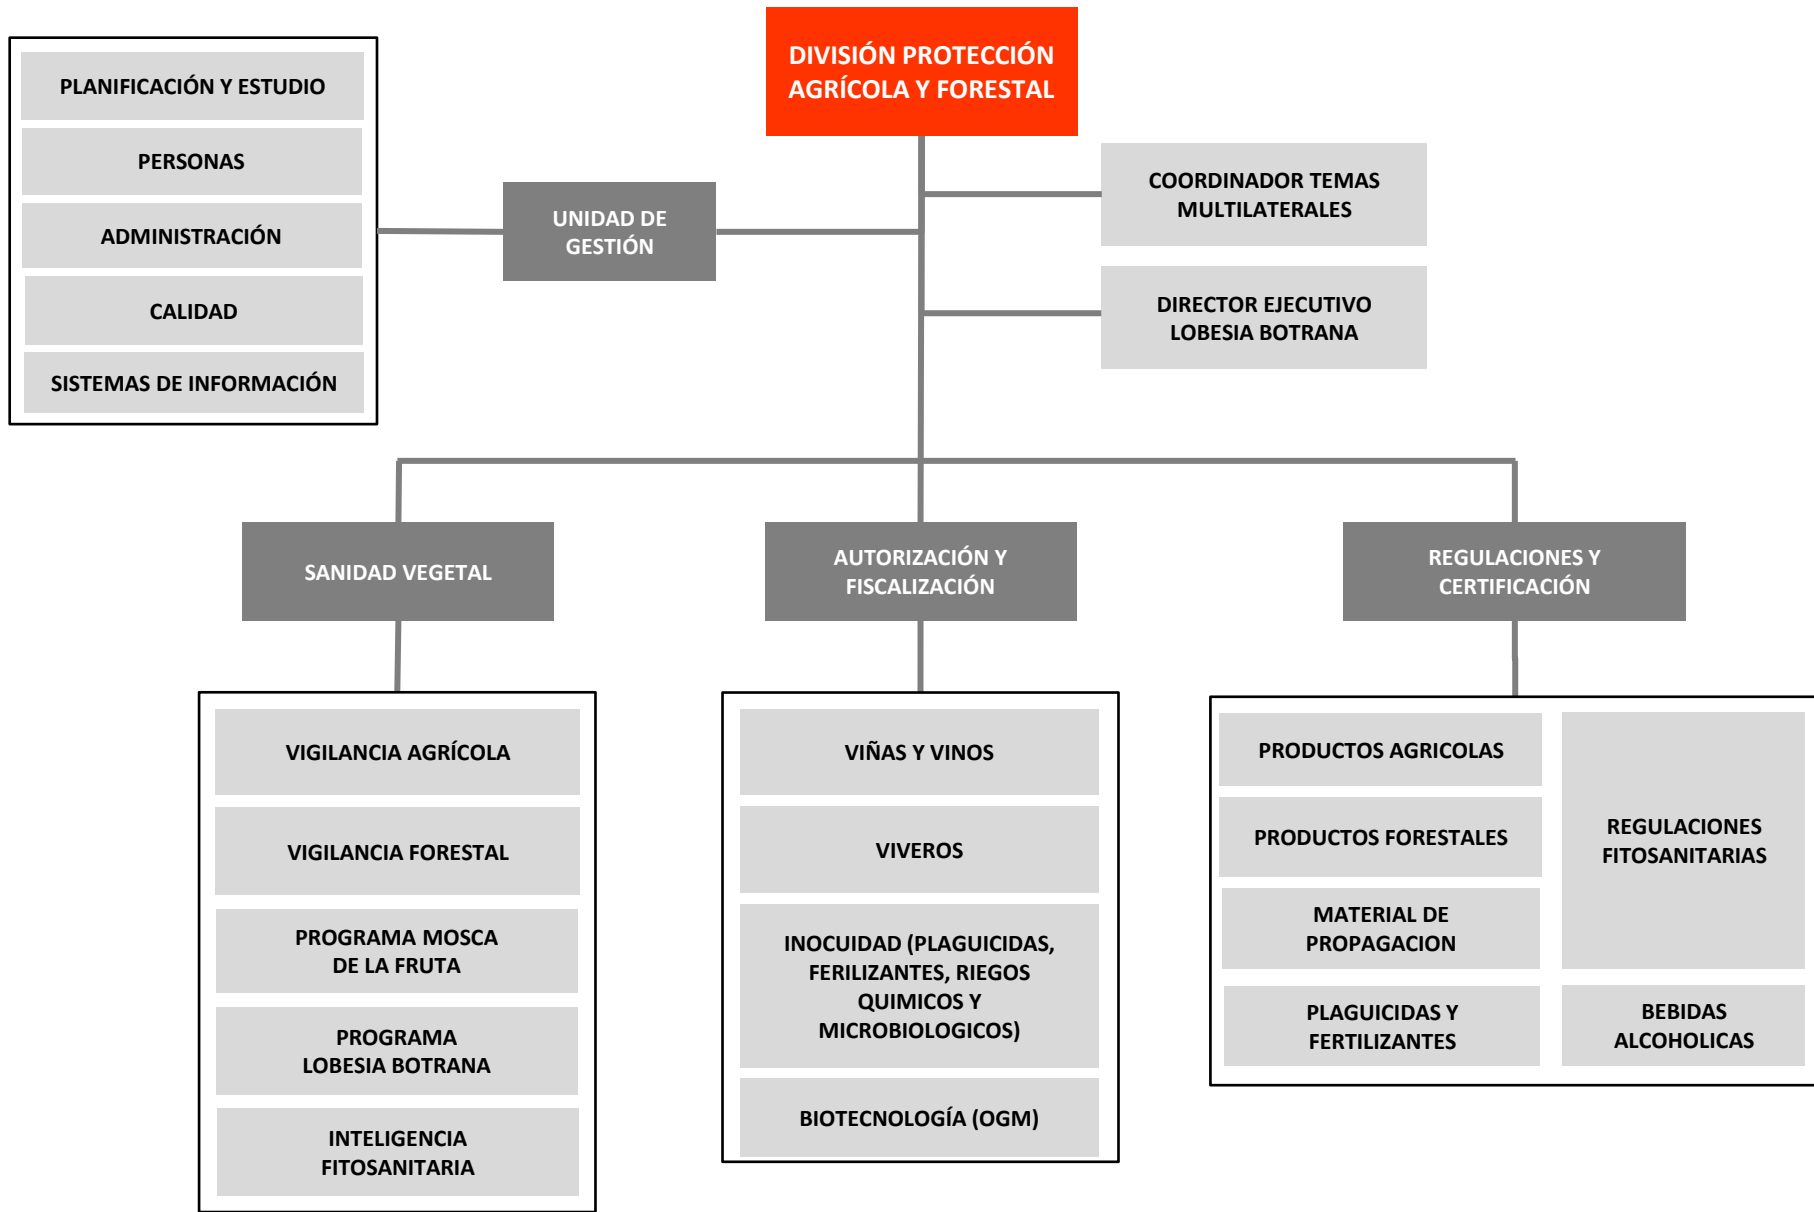 DIVISIÓN PROTECCIÓN
AGRÍCOLA Y FORESTAL
PLANIFICACIÓN Y ESTUDIO
PERSONAS
ADMINISTRACIÓN
CALIDAD
SISTEMAS DE INFORMACIÓN
UNIDAD DE
GESTIÓN
COORDINADOR TEMAS
MULTILATERALES
DIRECTOR EJECUTIVO
LOBESIA BOTRANA
SANIDAD VEGETAL
AUTORIZACIÓN Y
FISCALIZACIÓN
REGULACIONES Y
CERTIFICACIÓN
VIGILANCIA AGRÍCOLA
VIGILANCIA FORESTAL
PROGRAMA MOSCA
DE LA FRUTA
PROGRAMA
LOBESIA BOTRANA
INTELIGENCIA
FITOSANITARIA
VIÑAS Y VINOS
VIVEROS
INOCUIDAD (PLAGUICIDAS,
FERILIZANTES, RIEGOS
QUIMICOS Y
MICROBIOLOGICOS)
BIOTECNOLOGÍA (OGM)
PRODUCTOS AGRICOLAS
PRODUCTOS FORESTALES
MATERIAL DE
PROPAGACION
PLAGUICIDAS Y
FERTILIZANTES
REGULACIONES
FITOSANITARIAS
BEBIDAS
ALCOHOLICAS